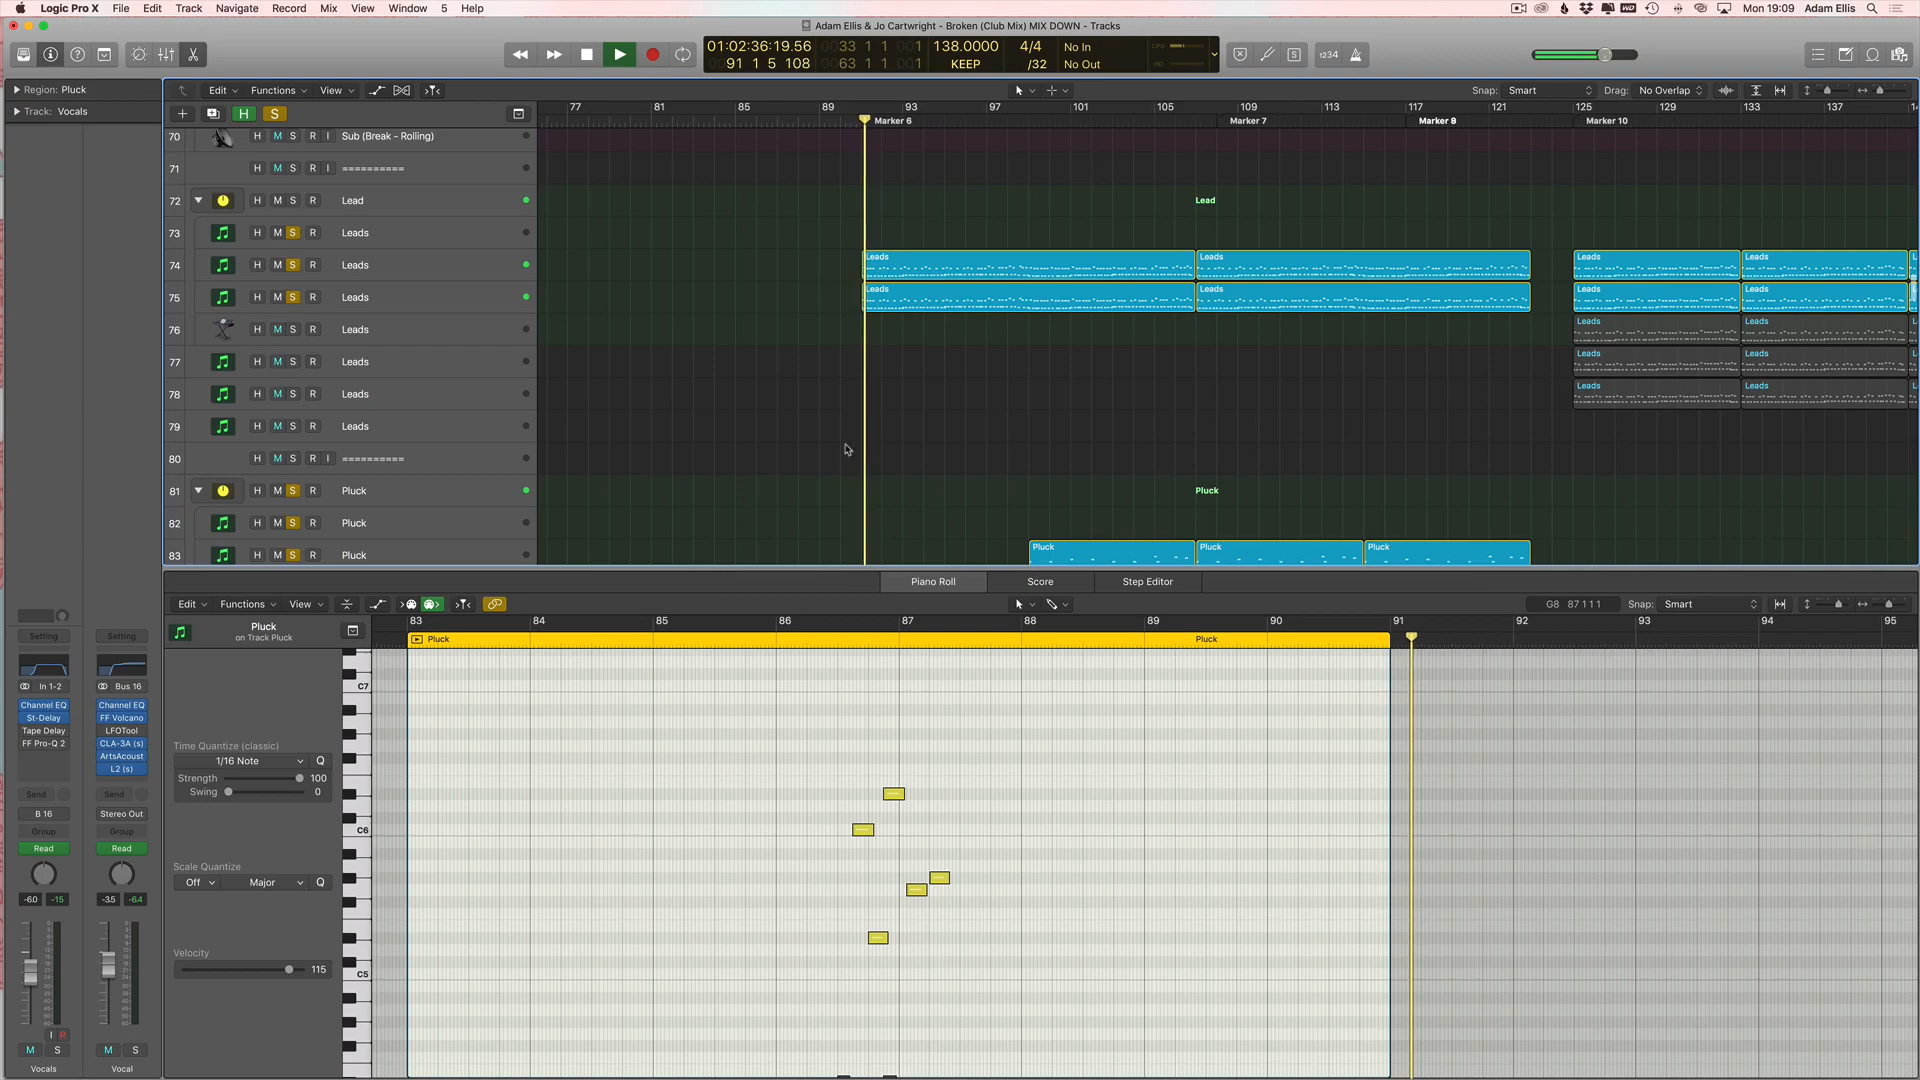 Logic Pro X File Edit Track Navigate Record Mix View Window 5 Help Mon 19:09 Adam Ellis
Adam Ellis & Jo Cartwright - Broken (Club Mix) MIX DOWN - Tracks
01:02:36:19.56 0033 1 1 001 138.0000 4/4 No In CPU
91 1 5 108 0063 1 1 001 KEEP /32 No Out HD
1234
Region: Pluck
Track: Vocals
Edit Functions View Snap: Smart Drag: No Overlap
H S
77 81 85 89 93 97 101 105 109 113 117 121 125 129 133 137
Marker 6 Marker 7 Marker 8 Marker 10
70 H M S R I Sub (Break - Rolling)
71 H M S R I ==========
72 H M S R Lead Lead
73 H M S R Leads
74 H M S R Leads Leads Leads Leads Leads
75 H M S R Leads Leads Leads Leads Leads
76 H M S R Leads Leads Leads
77 H M S R Leads Leads Leads
78 H M S R Leads Leads Leads
79 H M S R Leads
80 H M S R I ==========
81 H M S R Pluck Pluck
82 H M S R Pluck
83 H M S R Pluck Pluck Pluck Pluck
Piano Roll Score Step Editor
Edit Functions View G8 87 1 1 1 Snap: Smart
Pluck
on Track Pluck
83 84 85 86 87 88 89 90 91 92 93 94 95
Pluck Pluck
C7
C6
C5
Time Quantize (classic)
1/16 Note Q
Strength 100
Swing 0
Scale Quantize
Off Major Q
Velocity
115
Setting Setting
In 1-2 Bus 16
Channel EQ Channel EQ
St-Delay FF Volcano
Tape Delay LFOTool
FF Pro-Q 2 CLA-3A (s)
ArtsAcoust
L2 (s)
Send Send
B 16 Stereo Out
Group Group
Read Read
-6.0 -15 -3.5 -6.4
I R
M S M S
Vocals Vocal